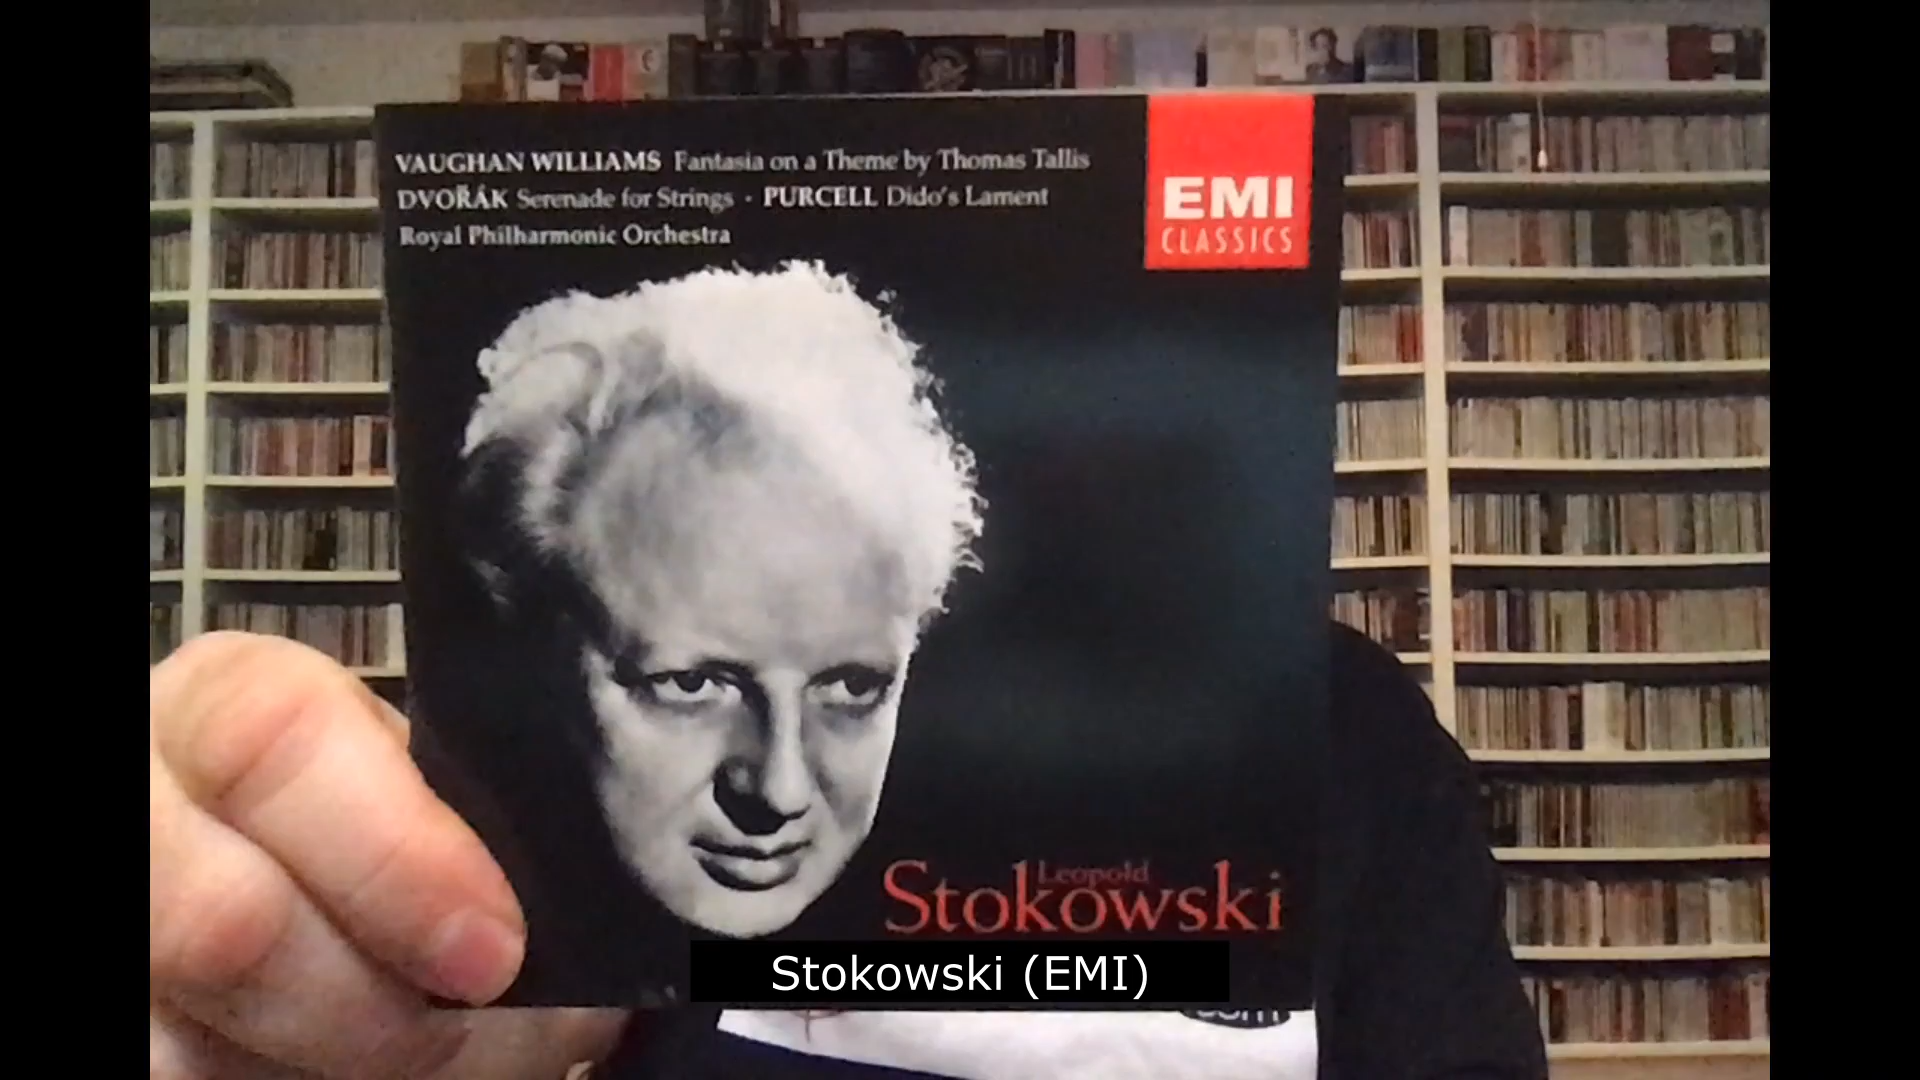 VAUGHAN WILLIAMS Fantasia on a Theme by Thomas Tallis
DVOŘÁK Serenade for Strings · PURCELL Dido's Lament
Royal Philharmonic Orchestra
EMI
CLASSICS
Leopold
Stokowski
Stokowski (EMI)